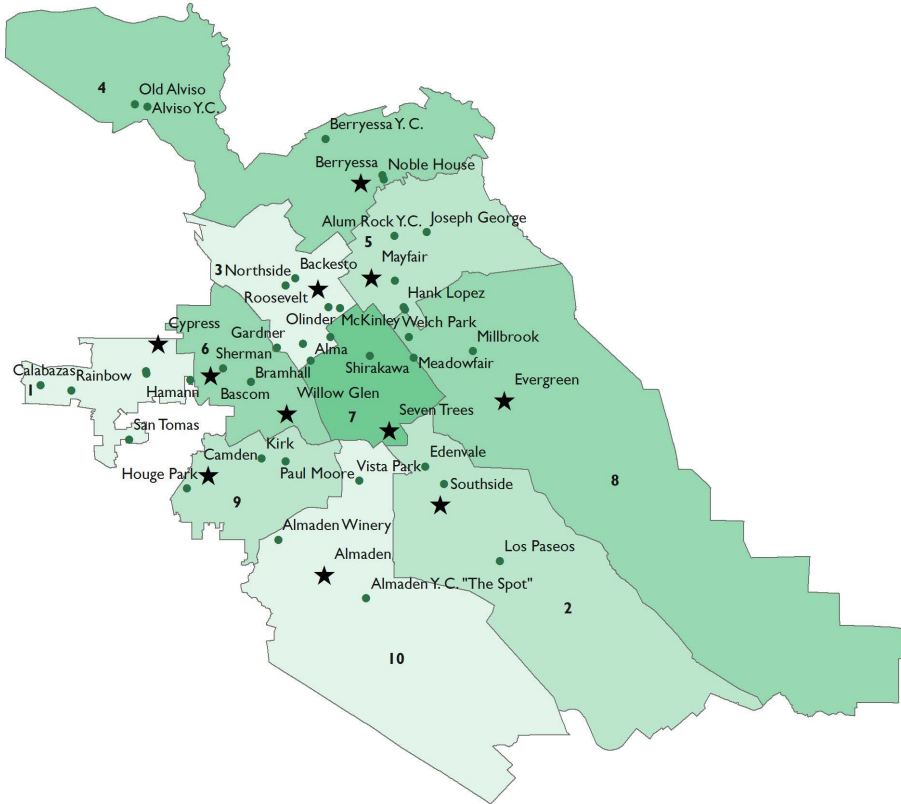 Old Alviso
4
Alviso Y.C.
Berryessa Y. C.
Berryessa
Noble House
Alum Rock Y.C.
Joseph George
5
Mayfair
3
Northside
Backesto
Roosevelt
Hank Lopez
8
Olinder
McKinley
Welch Park
Cypress
Gardner
Millbrook
6
Sherman
Alma
Shirakawa
Meadowfair
Calabazas
Rainbow
Hamann
Bramhall
Evergreen
1
Bascom
Willow Glen
7
Seven Trees
San Tomas
Kirk
Camden
Edenvale
Vista Park
Houge Park
Paul Moore
Southside
8
9
Almaden Winery
Los Paseos
Almaden
Almaden Y. C. "The Spot"
2
10